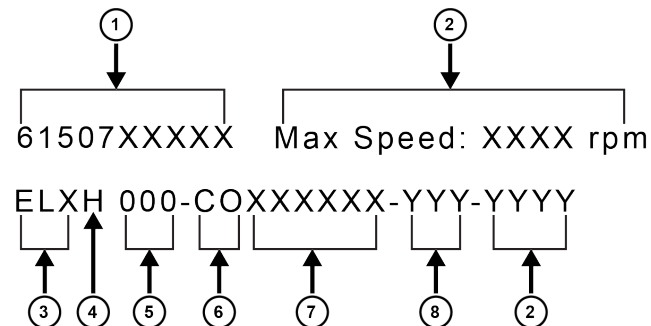 1 2
61507XXXXX Max Speed: XXXX rpm
ELXH 000-COXXXXXX-YYY-YYYY
3 4 5 6 7 8 2